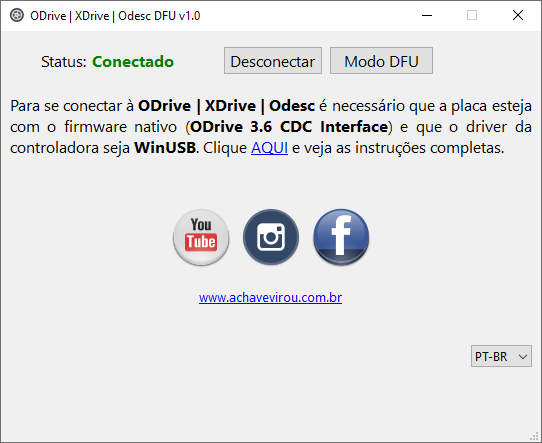 ODrive | XDrive | Odesc DFU v1.0
Status: Conectado Desconectar Modo DFU
Para se conectar à ODrive | XDrive | Odesc é necessário que a placa esteja
com o firmware nativo (ODrive 3.6 CDC Interface) e que o driver da
controladora seja WinUSB. Clique AQUI e veja as instruções completas.
You
Tube
f
www.achavevirou.com.br
PT-BR